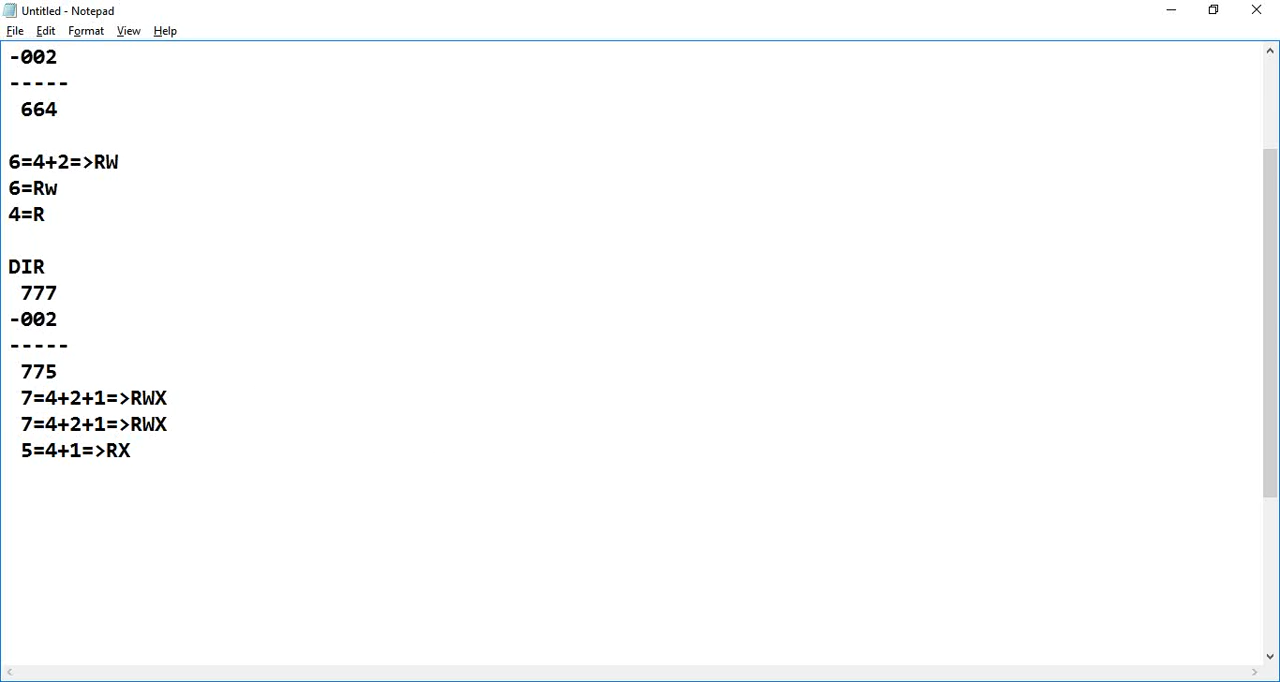 Untitled - Notepad
File Edit Format View Help
-002
-----
664
6=4+2=>RW
6=Rw
4=R
DIR
777
-002
-----
775
7=4+2+1=>RWX
7=4+2+1=>RWX
5=4+1=>RX